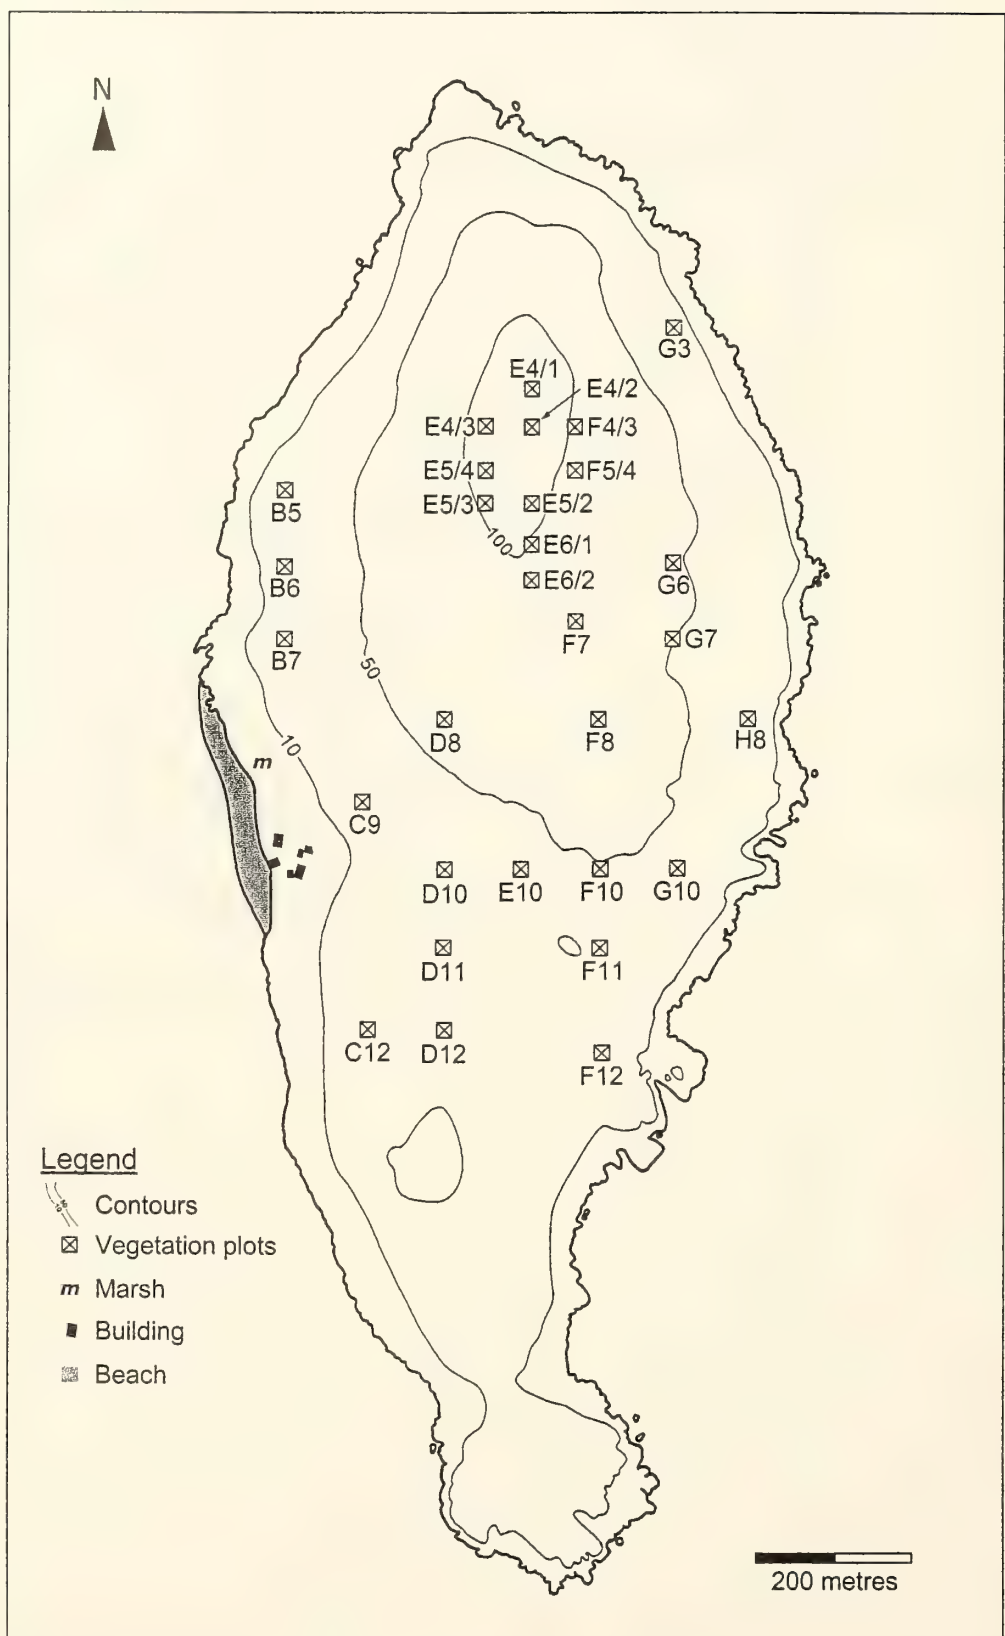 N
G3
E4/1
E4/2
E4/3
F4/3
E5/4
F5/4
B5
E5/3
E5/2
100
E6/1
B6
E6/2
G6
F7
B7
G7
50
D8
F8
H8
10
m
C9
D10
E10
F10
G10
D11
F11
C12
D12
F12
Legend
Contours
Vegetation plots
m Marsh
Building
Beach
200 metres